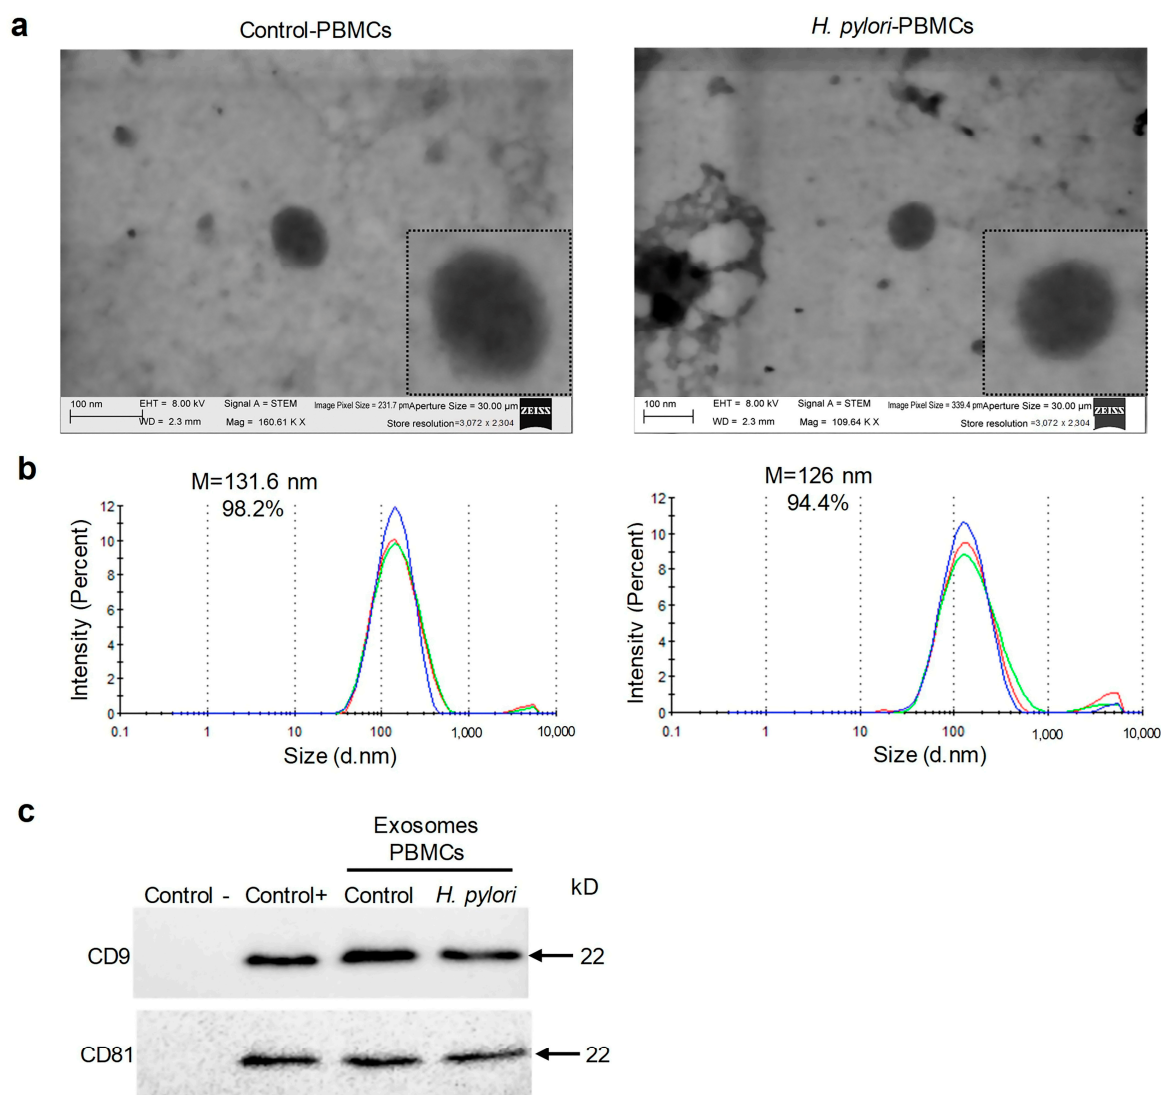 a
Control-PBMCs
H. pylori-PBMCs
100 nm
EHT = 8.00 kV
Signal A = STEM
Image Pixel Size = 231.7 pm
Aperture Size = 30.00 µm
WD = 2.3 mm
Mag = 160.61 K X
Store resolution =3,072 x 2,304
ZEISS
100 nm
EHT = 8.00 kV
Signal A = STEM
Image Pixel Size = 339.4 pm
Aperture Size = 30.00 µm
WD = 2.3 mm
Mag = 109.64 K X
Store resolution =3,072 x 2,304
ZEISS
b
M=131.6 nm
98.2%
Intensity (Percent)
12
10
8
6
4
2
0
0.1 1 10 100 1,000 10,000
Size (d.nm)
M=126 nm
94.4%
Intensity (Percent)
12
10
8
6
4
2
0
0.1 1 10 100 1,000 10,000
Size (d.nm)
c
Exosomes
PBMCs
Control - Control+ Control H. pylori kD
CD9 22
CD81 22